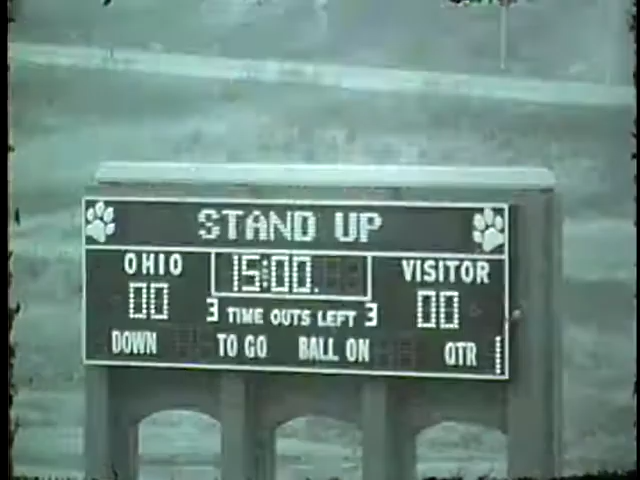 STAND UP
OHIO 15:00. VISITOR
00 3 TIME OUTS LEFT 3 00
DOWN TO GO BALL ON QTR 1